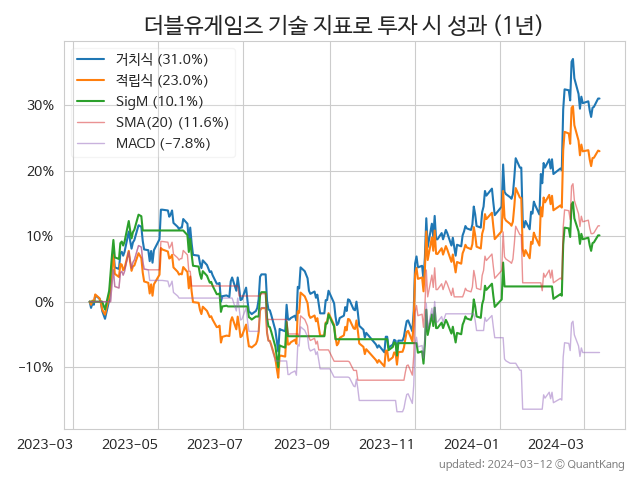 더블유게임즈 기술 지표로 투자 시 성과 (1년)
거치식 (31.0%)
적립식 (23.0%)
SigM (10.1%)
SMA(20) (11.6%)
MACD (−7.8%)
30%
20%
10%
0%
−10%
2023-03 2023-05 2023-07 2023-09 2023-11 2024-01 2024-03
updated: 2024-03-12 © QuantKang